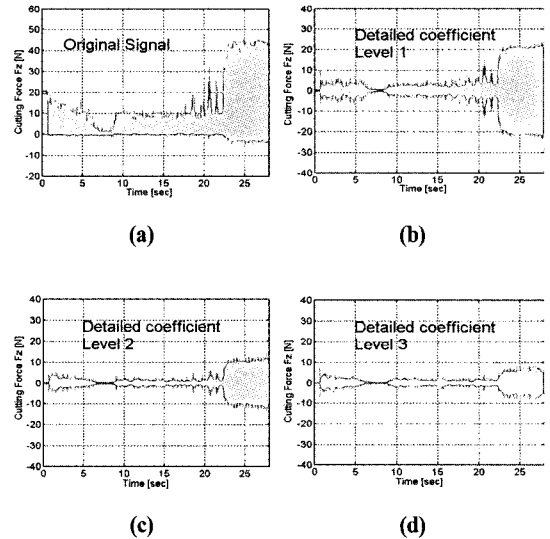 60
50
40
30
20
10
0
-10
-20
Cutting Force Fz [N]
Original Signal
0 5 10 15 20 25
Time [sec]
(a)
40
30
20
10
0
-10
-20
-30
-40
Cutting Force Fz [N]
Detailed coefficient
Level 1
0 5 10 15 20 25
Time [sec]
(b)
40
30
20
10
0
-10
-20
-30
-40
Cutting Force Fz [N]
Detailed coefficient
Level 2
0 5 10 15 20 25
Time [sec]
(c)
40
30
20
10
0
-10
-20
-30
-40
Cutting Force Fz [N]
Detailed coefficient
Level 3
0 5 10 15 20 25
Time [sec]
(d)